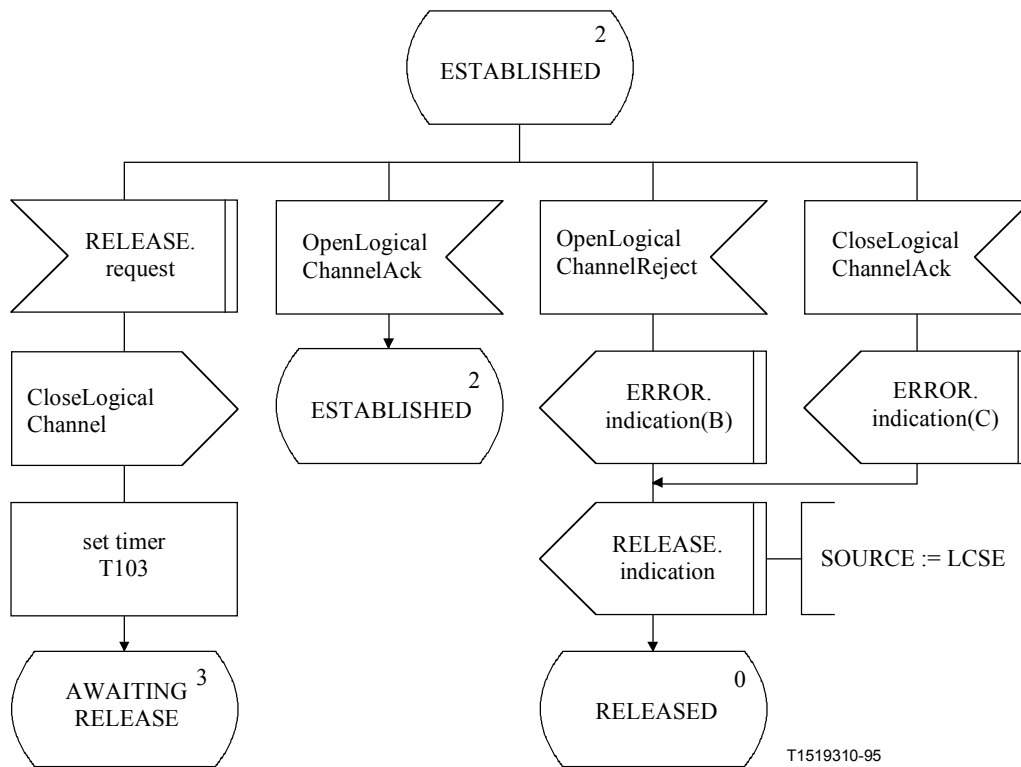 2
ESTABLISHED
RELEASE.
request
OpenLogical
ChannelAck
OpenLogical
ChannelReject
CloseLogical
ChannelAck
CloseLogical
Channel
2
ESTABLISHED
ERROR.
indication(B)
ERROR.
indication(C)
set timer
T103
RELEASE.
indication
SOURCE := LCSE
AWAITING 3
RELEASE
0
RELEASED
T1519310-95